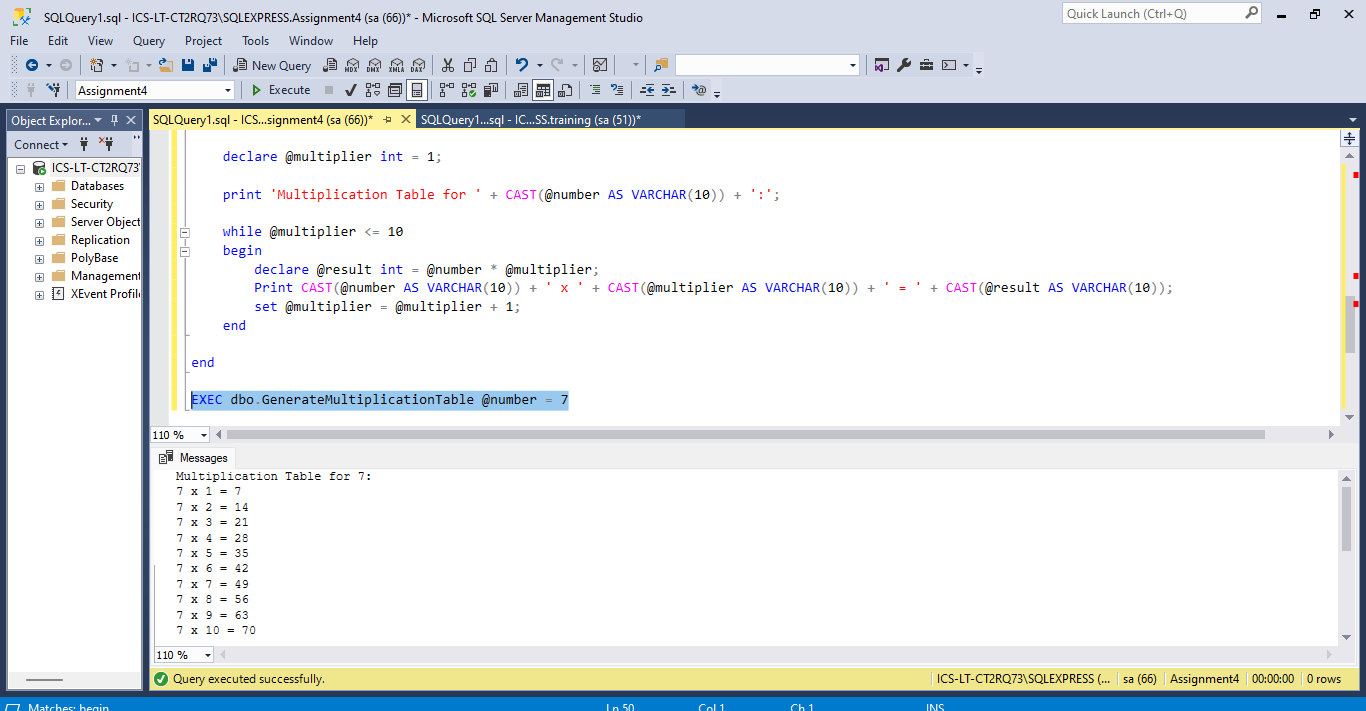 SQLQuery1.sql - ICS-LT-CT2RQ73\SQLEXPRESS.Assignment4 (sa (66))* - Microsoft SQL Server Management Studio
Quick Launch (Ctrl+Q)
File Edit View Query Project Tools Window Help
New Query MDX DMX XMLA DAX
Assignment4 Execute
Object Explor... SQLQuery1.sql - ICS...signment4 (sa (66))* SQLQuery1...sql - IC...SS.training (sa (51))*
Connect
ICS-LT-CT2RQ73
Databases
Security
Server Object
Replication
PolyBase
Management
XEvent Profil
declare @multiplier int = 1;
print 'Multiplication Table for ' + CAST(@number AS VARCHAR(10)) + ':';
while @multiplier <= 10
begin
declare @result int = @number * @multiplier;
Print CAST(@number AS VARCHAR(10)) + ' x ' + CAST(@multiplier AS VARCHAR(10)) + ' = ' + CAST(@result AS VARCHAR(10));
set @multiplier = @multiplier + 1;
end
end
EXEC dbo.GenerateMultiplicationTable @number = 7
110 %
Messages
Multiplication Table for 7:
7 x 1 = 7
7 x 2 = 14
7 x 3 = 21
7 x 4 = 28
7 x 5 = 35
7 x 6 = 42
7 x 7 = 49
7 x 8 = 56
7 x 9 = 63
7 x 10 = 70
110 %
Query executed successfully. ICS-LT-CT2RQ73\SQLEXPRESS (... sa (66) Assignment4 00:00:00 0 rows
Matches: begin Ln 50 Col 1 Ch 1 INS